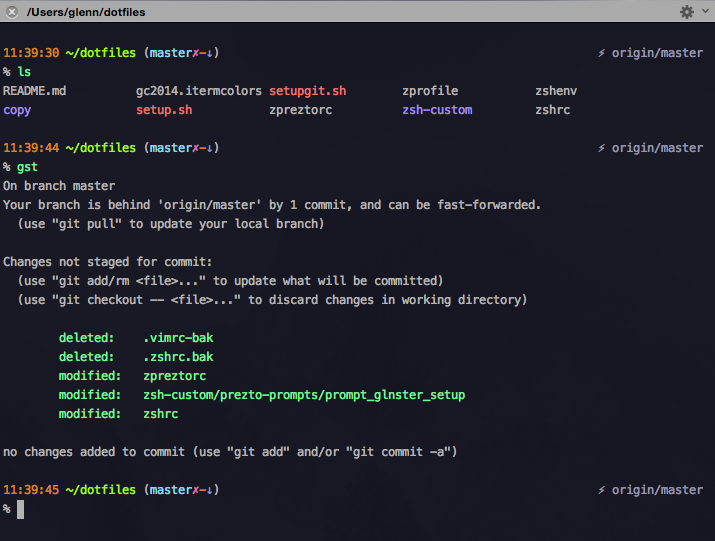 /Users/glenn/dotfiles
11:39:30 ~/dotfiles (master✗−↓) ⚡ origin/master
% ls
README.md gc2014.itermcolors setupgit.sh zprofile zshenv
copy setup.sh zpreztorc zsh-custom zshrc
11:39:44 ~/dotfiles (master✗−↓) ⚡ origin/master
% gst
On branch master
Your branch is behind 'origin/master' by 1 commit, and can be fast-forwarded.
(use "git pull" to update your local branch)
Changes not staged for commit:
(use "git add/rm <file>..." to update what will be committed)
(use "git checkout -- <file>..." to discard changes in working directory)
deleted: .vimrc-bak
deleted: .zshrc.bak
modified: zpreztorc
modified: zsh-custom/prezto-prompts/prompt_glnster_setup
modified: zshrc
no changes added to commit (use "git add" and/or "git commit -a")
11:39:45 ~/dotfiles (master✗−↓) ⚡ origin/master
%